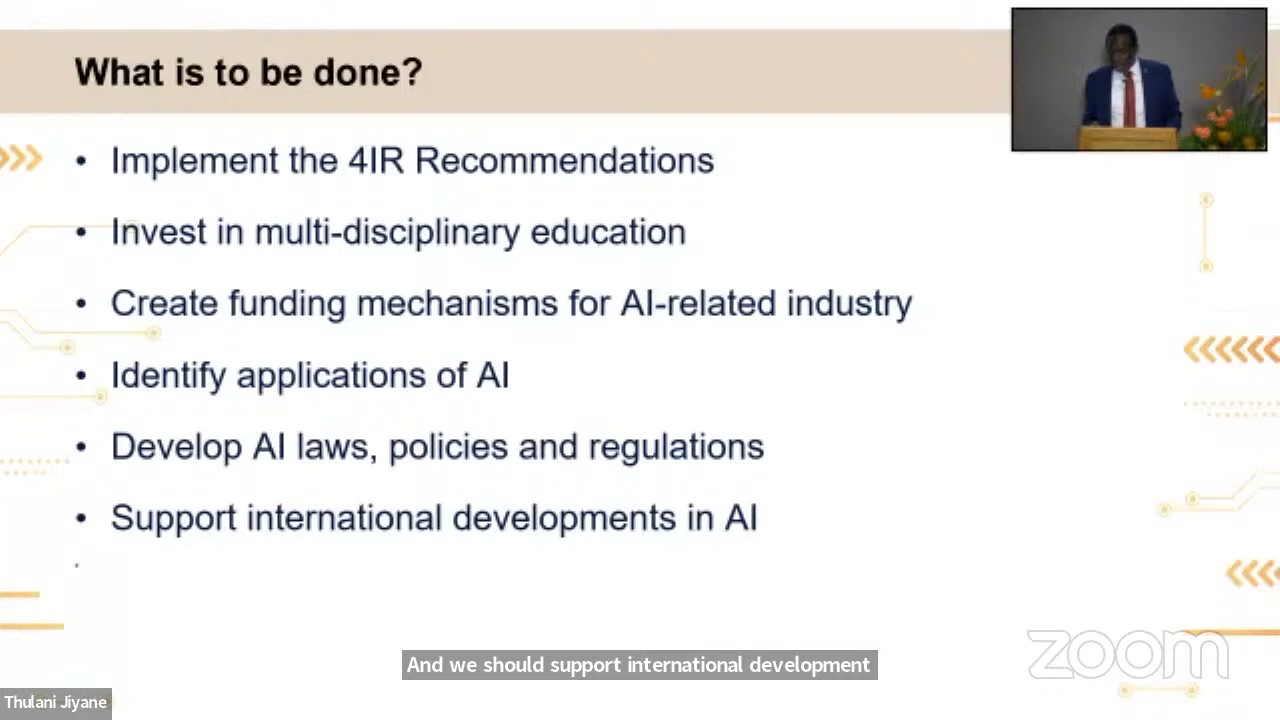 What is to be done?
• Implement the 4IR Recommendations
• Invest in multi-disciplinary education
• Create funding mechanisms for AI-related industry
• Identify applications of AI
• Develop AI laws, policies and regulations
• Support international developments in AI
And we should support international development
zoom
Thulani Jiyane